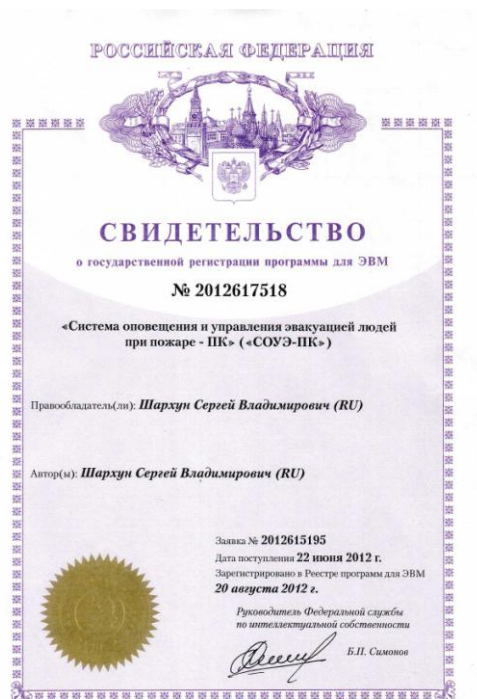 РОССИЙСКАЯ ФЕДЕРАЦИЯ
СВИДЕТЕЛЬСТВО
о государственной регистрации программы для ЭВМ
№ 2012617518
«Система оповещения и управления эвакуацией людей
при пожаре - ПК» («СОУЭ-ПК»)
Правообладатель(ли): Шархун Сергей Владимирович (RU)
Автор(ы): Шархун Сергей Владимирович (RU)
Заявка № 2012615195
Дата поступления 22 июня 2012 г.
Зарегистрировано в Реестре программ для ЭВМ
20 августа 2012 г.
Руководитель Федеральной службы
по интеллектуальной собственности
Б.П. Симонов